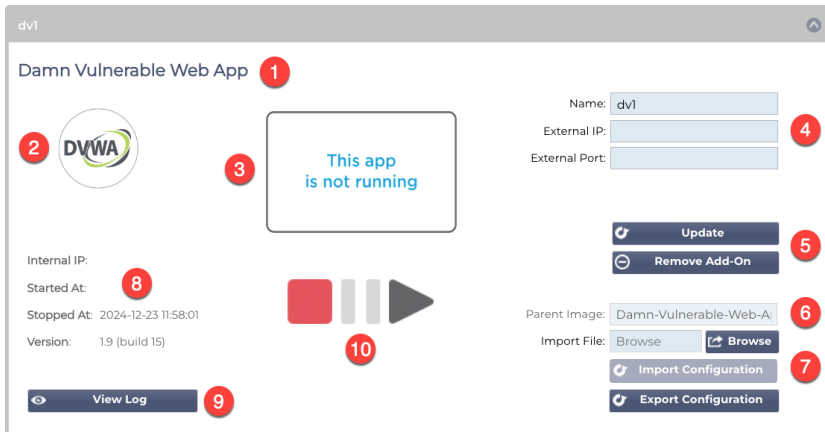 dv1
Damn Vulnerable Web App 1
2 DVWA
3 This app
is not running
Name: dv1
External IP: 4
External Port:
Update 5
Remove Add-On
Internal IP:
Started At: 8
Stopped At: 2024-12-23 11:58:01
Version: 1.9 (build 15)
10
Parent Image: Damn-Vulnerable-Web-A 6
Import File: Browse Browse
Import Configuration 7
Export Configuration
View Log 9